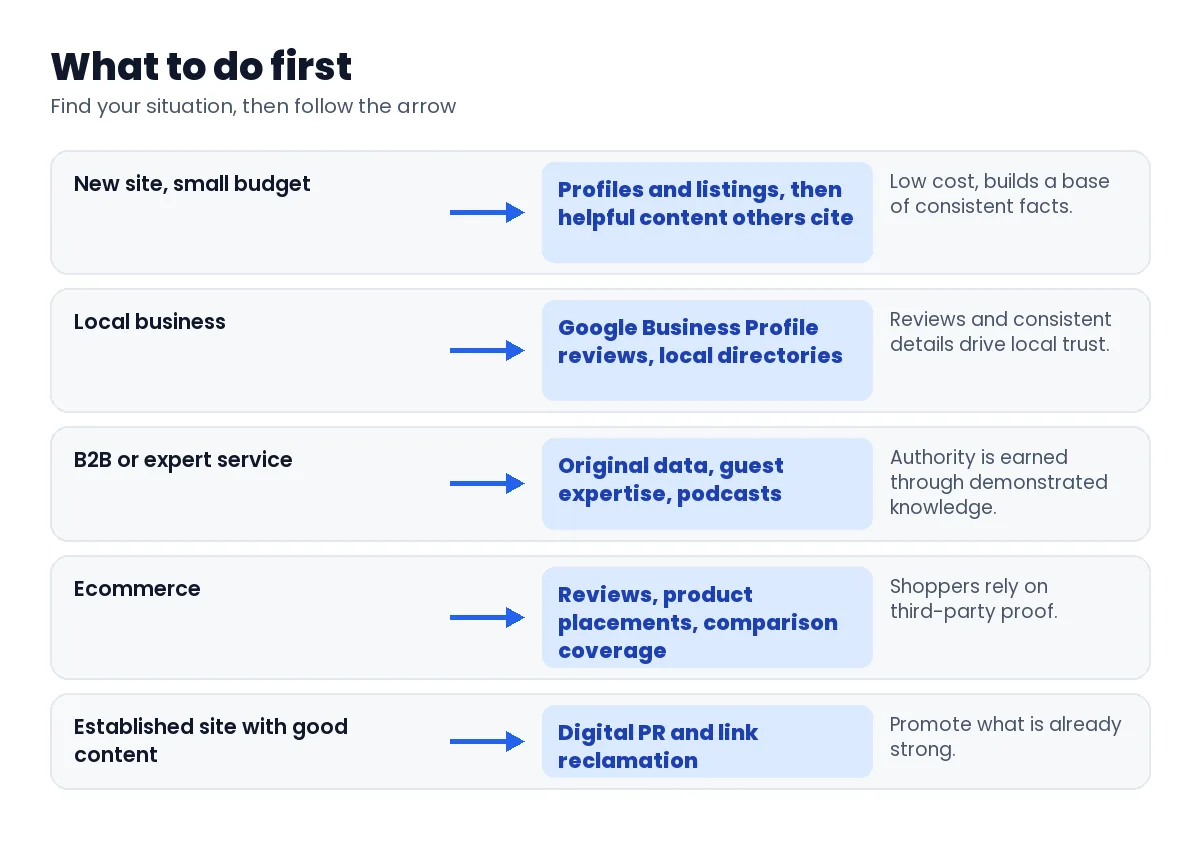 What to do first
Find your situation, then follow the arrow
New site, small budget
Profiles and listings, then
helpful content others cite
Low cost, builds a base
of consistent facts.
Local business
Google Business Profile
reviews, local directories
Reviews and consistent
details drive local trust.
B2B or expert service
Original data, guest
expertise, podcasts
Authority is earned
through demonstrated
knowledge.
Ecommerce
Reviews, product
placements, comparison
coverage
Shoppers rely on
third-party proof.
Established site with good
content
Digital PR and link
reclamation
Promote what is already
strong.